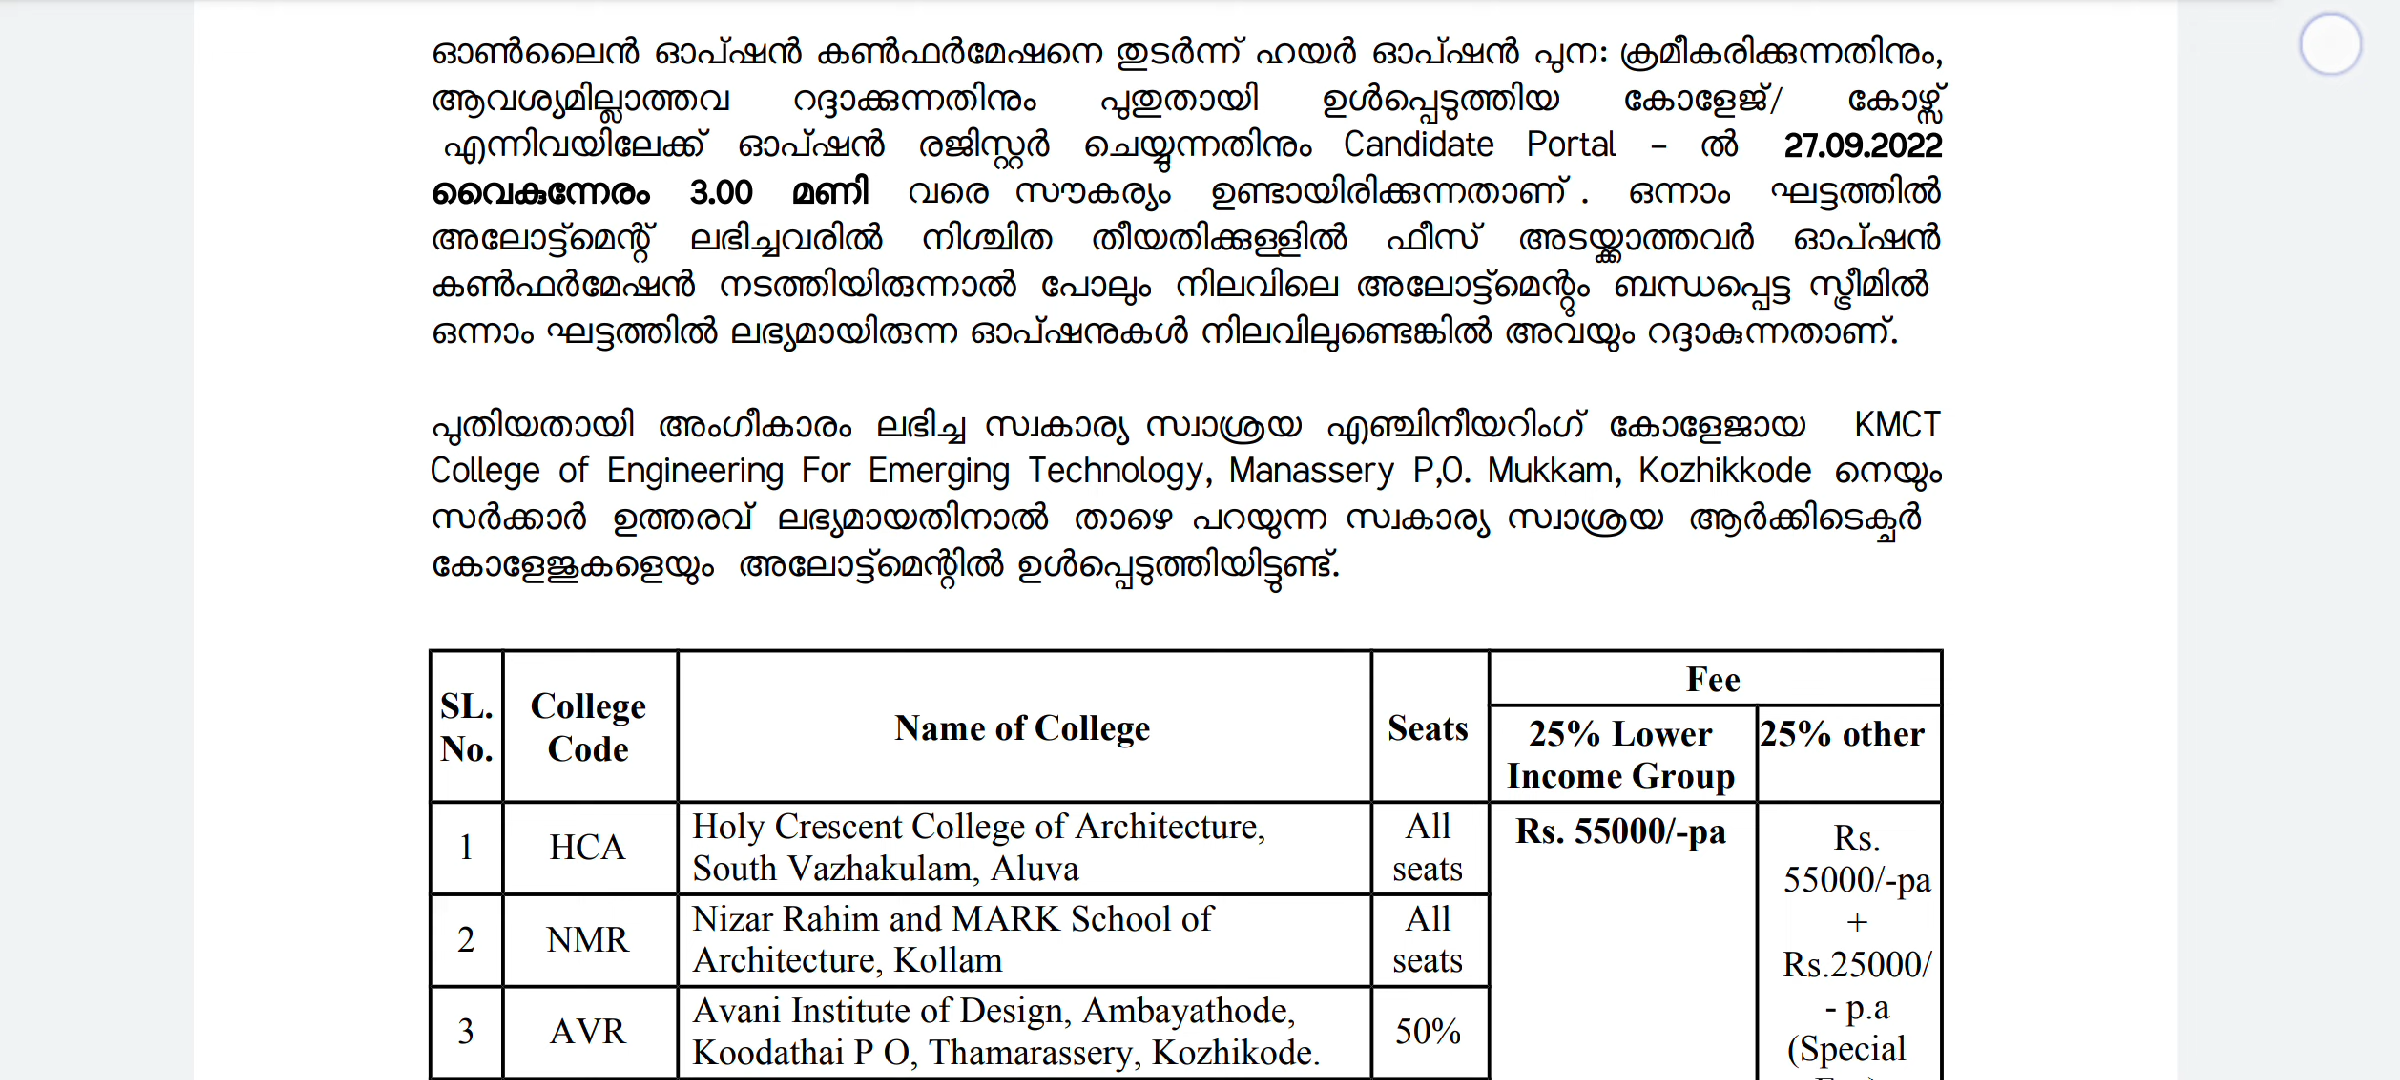 ഓൺലൈൻ ഓപ്ഷൻ കൺഫർമേഷനെ തുടർന്ന് ഹയർ ഓപ്ഷൻ പുന: ക്രമീകരിക്കുന്നതിനും,
ആവശ്യമില്ലാത്തവ റദ്ദാക്കുന്നതിനും പുതുതായി ഉൾപ്പെടുത്തിയ കോളേജ്/ കോഴ്സ്
എന്നിവയിലേക്ക് ഓപ്ഷൻ രജിസ്റ്റർ ചെയ്യുന്നതിനും Candidate Portal – ൽ 27.09.2022
വൈകുന്നേരം 3.00 മണി വരെ സൗകര്യം ഉണ്ടായിരിക്കുന്നതാണ് . ഒന്നാം ഘട്ടത്തിൽ
അലോട്ട്മെന്റ് ലഭിച്ചവരിൽ നിശ്ചിത തീയതിക്കുള്ളിൽ ഫീസ് അടയ്ക്കാത്തവർ ഓപ്ഷൻ
കൺഫർമേഷൻ നടത്തിയിരുന്നാൽ പോലും നിലവിലെ അലോട്ട്മെന്റും ബന്ധപ്പെട്ട സ്ട്രീമിൽ
ഒന്നാം ഘട്ടത്തിൽ ലഭ്യമായിരുന്ന ഓപ്ഷനുകൾ നിലവിലുണ്ടെങ്കിൽ അവയും റദ്ദാകുന്നതാണ്.
പുതിയതായി അംഗീകാരം ലഭിച്ച സ്വകാര്യ സ്വാശ്രയ എഞ്ചിനീയറിംഗ് കോളേജായ KMCT
College of Engineering For Emerging Technology, Manassery P,O. Mukkam, Kozhikkode നെയും
സർക്കാർ ഉത്തരവ് ലഭ്യമായതിനാൽ താഴെ പറയുന്ന സ്വകാര്യ സ്വാശ്രയ ആർക്കിടെക്ചർ
കോളേജുകളെയും അലോട്ട്മെന്റിൽ ഉൾപ്പെടുത്തിയിട്ടുണ്ട്.
SL. No. College Code Name of College Seats Fee
25% Lower Income Group 25% other
1 HCA Holy Crescent College of Architecture, South Vazhakulam, Aluva All seats
2 NMR Nizar Rahim and MARK School of Architecture, Kollam All seats
3 AVR Avani Institute of Design, Ambayathode, Koodathai P O, Thamarassery, Kozhikode. 50%
Rs. 55000/-pa
Rs.
55000/-pa
+
Rs.25000/
- p.a
(Special